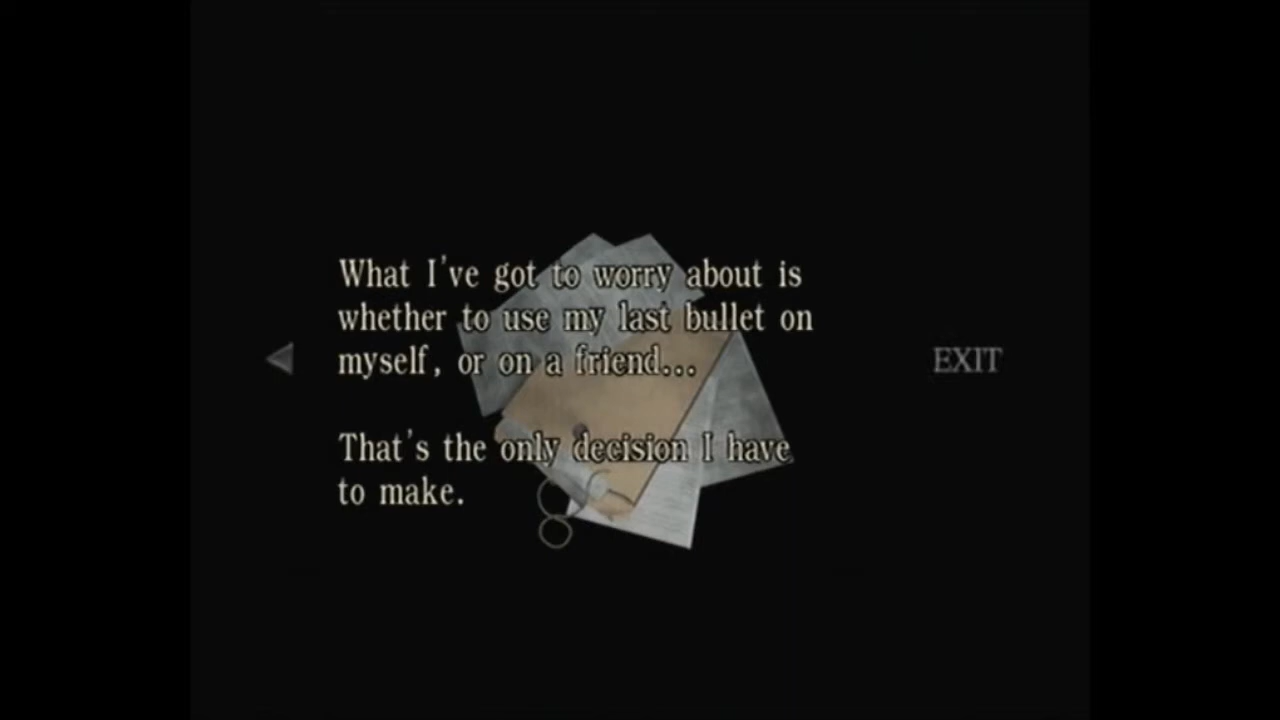 What I've got to worry about is
whether to use my last bullet on
myself, or on a friend...
That's the only decision I have
to make.
EXIT